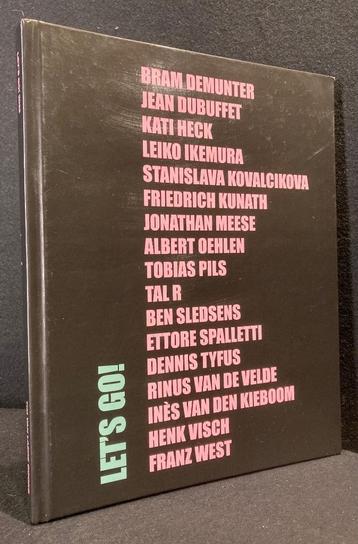 BRAM DEMUNTER
JEAN DUBUFFET
KATI HECK
LEIKO IKEMURA
STANISLAVA KOVALCIKOVA
FRIEDRICH KUNATH
JONATHAN MEESE
ALBERT OEHLEN
TOBIAS PILS
TAL R
BEN SLEDSENS
ETTORE SPALLETTI
DENNIS TYFUS
RINUS VAN DE VELDE
INÈS VAN DEN KIEBOOM
HENK VISCH
FRANZ WEST
LET'S GO!